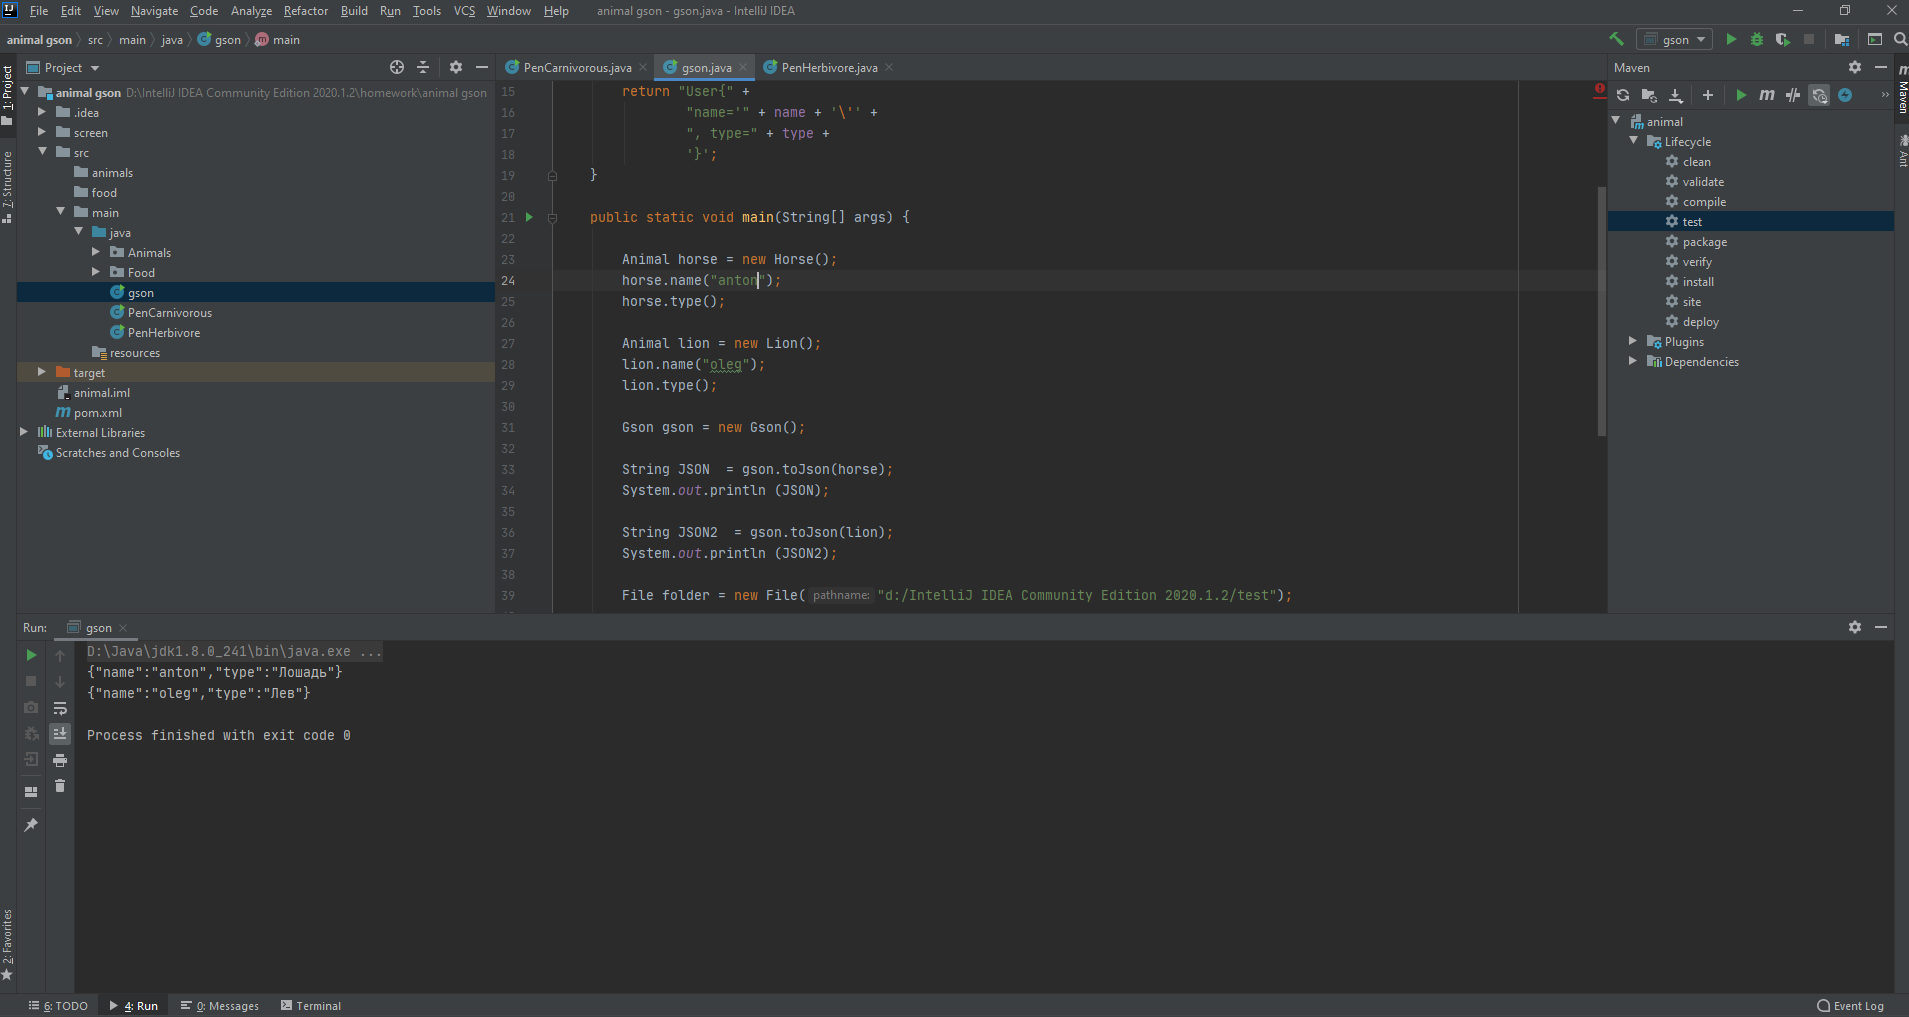 File Edit View Navigate Code Analyze Refactor Build Run Tools VCS Window Help animal gson - gson.java - IntelliJ IDEA
animal gson src main java gson main
gson
1: Project
7: Structure
2: Favorites
Project
animal gson D:\IntelliJ IDEA Community Edition 2020.1.2\homework\animal gson
.idea
screen
src
animals
food
main
java
Animals
Food
gson
PenCarnivorous
PenHerbivore
resources
target
animal.iml
pom.xml
External Libraries
Scratches and Consoles
PenCarnivorous.java gson.java PenHerbivore.java
15 return "User{" +
16 "name='" + name + '\'' +
17 ", type=" + type +
18 '}';
19 }
20
21 public static void main(String[] args) {
22
23 Animal horse = new Horse();
24 horse.name("anton");
25 horse.type();
26
27 Animal lion = new Lion();
28 lion.name("oleg");
29 lion.type();
30
31 Gson gson = new Gson();
32
33 String JSON  = gson.toJson(horse);
34 System.out.println (JSON);
35
36 String JSON2  = gson.toJson(lion);
37 System.out.println (JSON2);
38
39 File folder = new File( pathname: "d:/IntelliJ IDEA Community Edition 2020.1.2/test");
Maven
animal
Lifecycle
clean
validate
compile
test
package
verify
install
site
deploy
Plugins
Dependencies
Maven
Ant
Run: gson
D:\Java\jdk1.8.0_241\bin\java.exe ...
{"name":"anton","type":"Лошадь"}
{"name":"oleg","type":"Лев"}
Process finished with exit code 0
6: TODO 4: Run 0: Messages Terminal Event Log